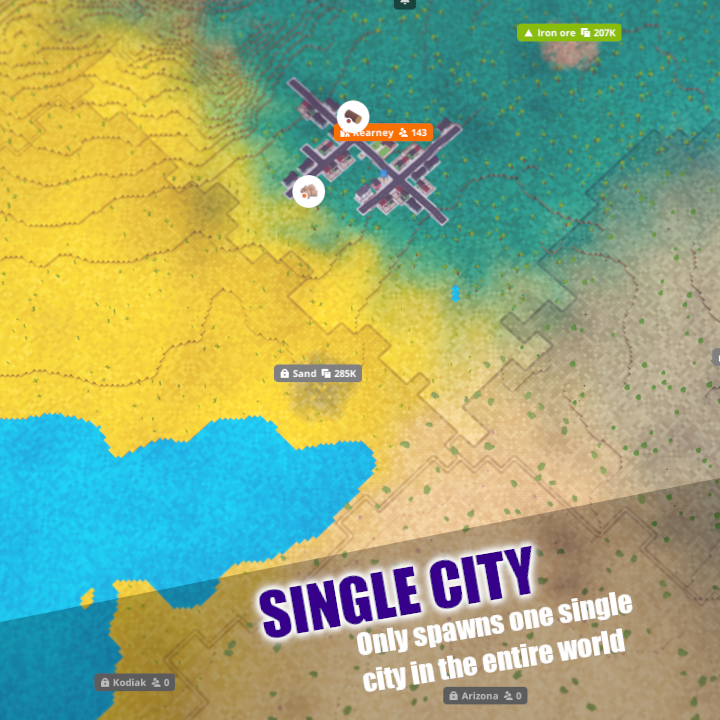 Iron ore 207K
Kearney 143
Sand 285K
SINGLE CITY
Only spawns one single
city in the entire world
Kodiak 0
Arizona 0